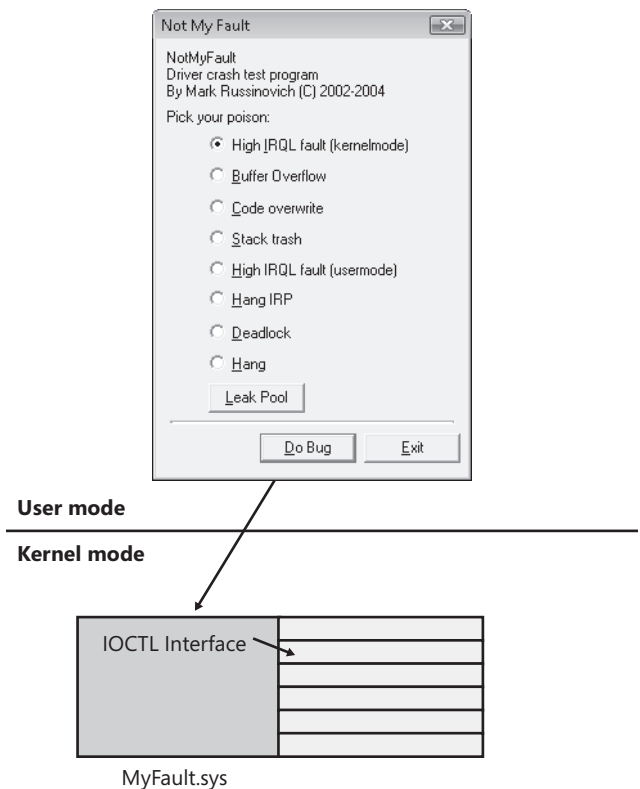 Not My Fault
NotMyFault
Driver crash test program
By Mark Russinovich (C) 2002-2004
Pick your poison:
High IRQL fault (kernelmode)
Buffer Overflow
Code overwrite
Stack trash
High IRQL fault (usermode)
Hang IRP
Deadlock
Hang
Leak Pool
Do Bug
Exit
User mode
Kernel mode
IOCTL Interface
MyFault.sys